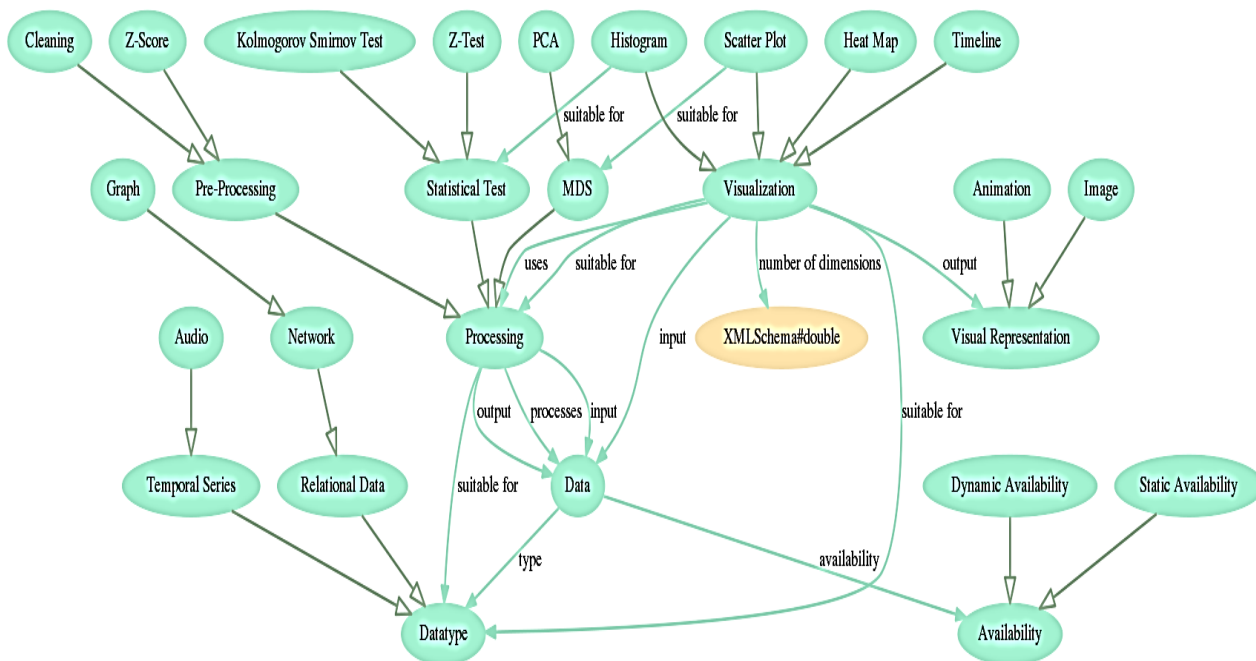 Cleaning
Z-Score
Kolmogorov Smirnov Test
Z-Test
PCA
Histogram
Scatter Plot
Heat Map
Timeline
suitable for
suitable for
Graph
Pre-Processing
Statistical Test
MDS
Visualization
Animation
Image
uses
suitable for
number of dimensions
output
Audio
Network
Processing
input
XMLSchema#double
Visual Representation
output
processes
input
suitable for
Temporal Series
Relational Data
suitable for
Data
Dynamic Availability
Static Availability
type
availability
Datatype
Availability